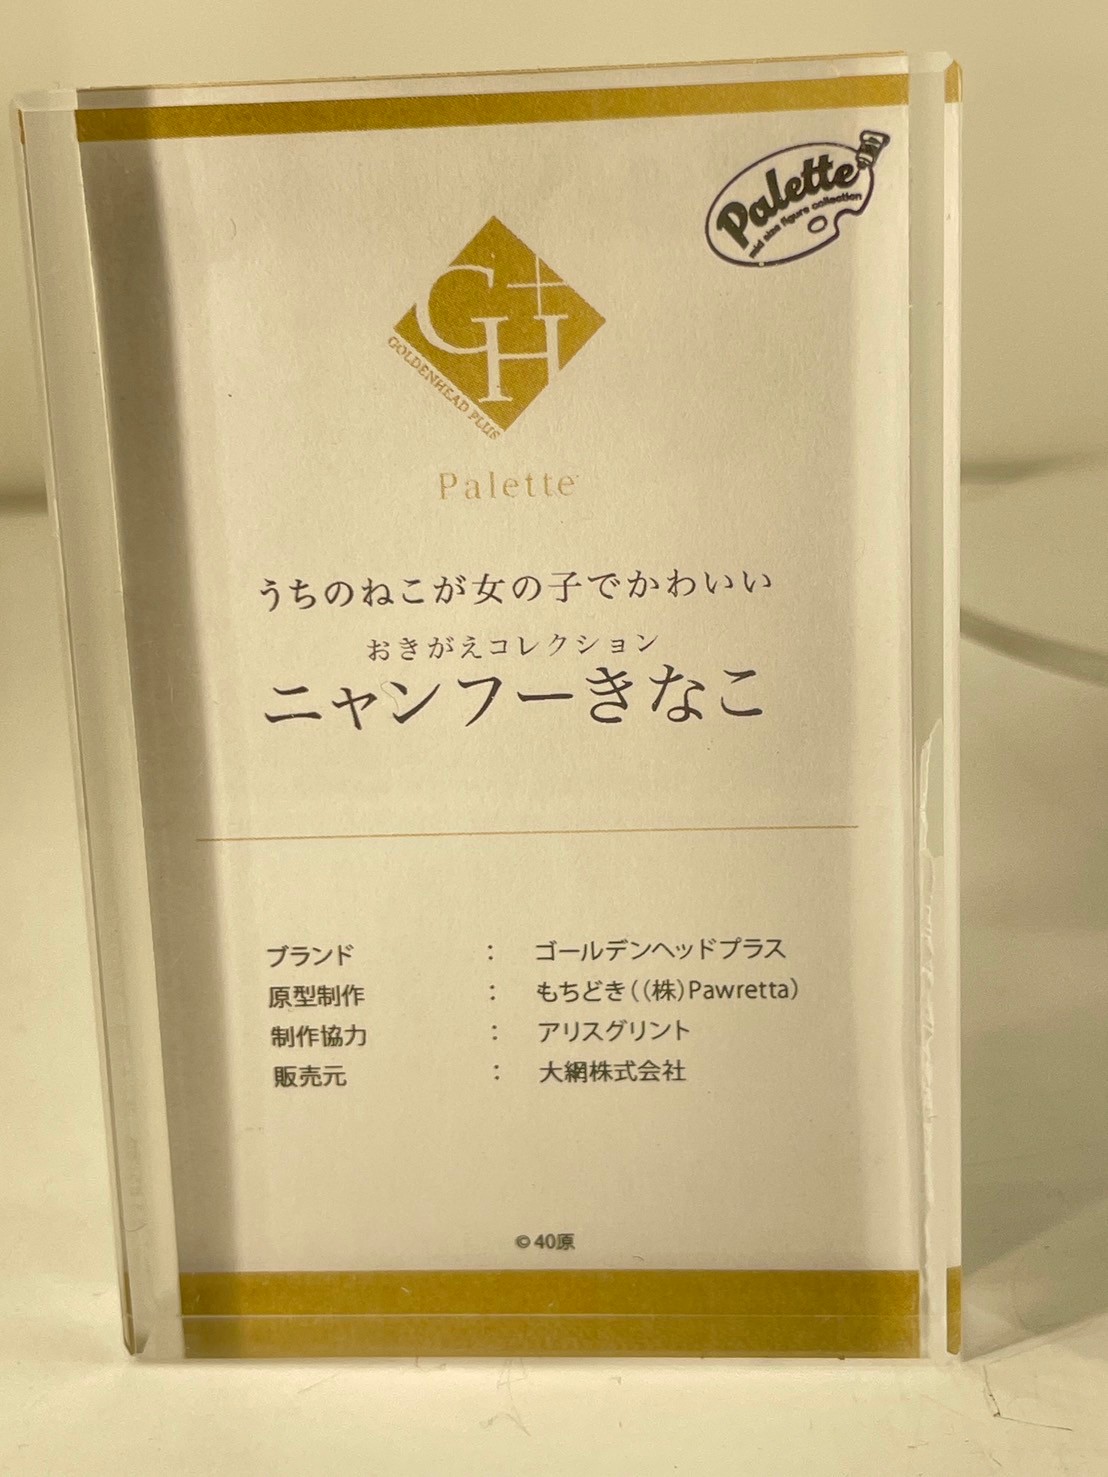 Palette
mid size figure collection
G+H
GOLDENHEAD PLUS
Palette
うちのねこが女の子でかわいい
おきがえコレクション
ニャンフーきなこ
ブランド : ゴールデンヘッドプラス
原型制作 : もちどき((株)Pawretta)
制作協力 : アリスグリント
販売元 : 大網株式会社
© 40原